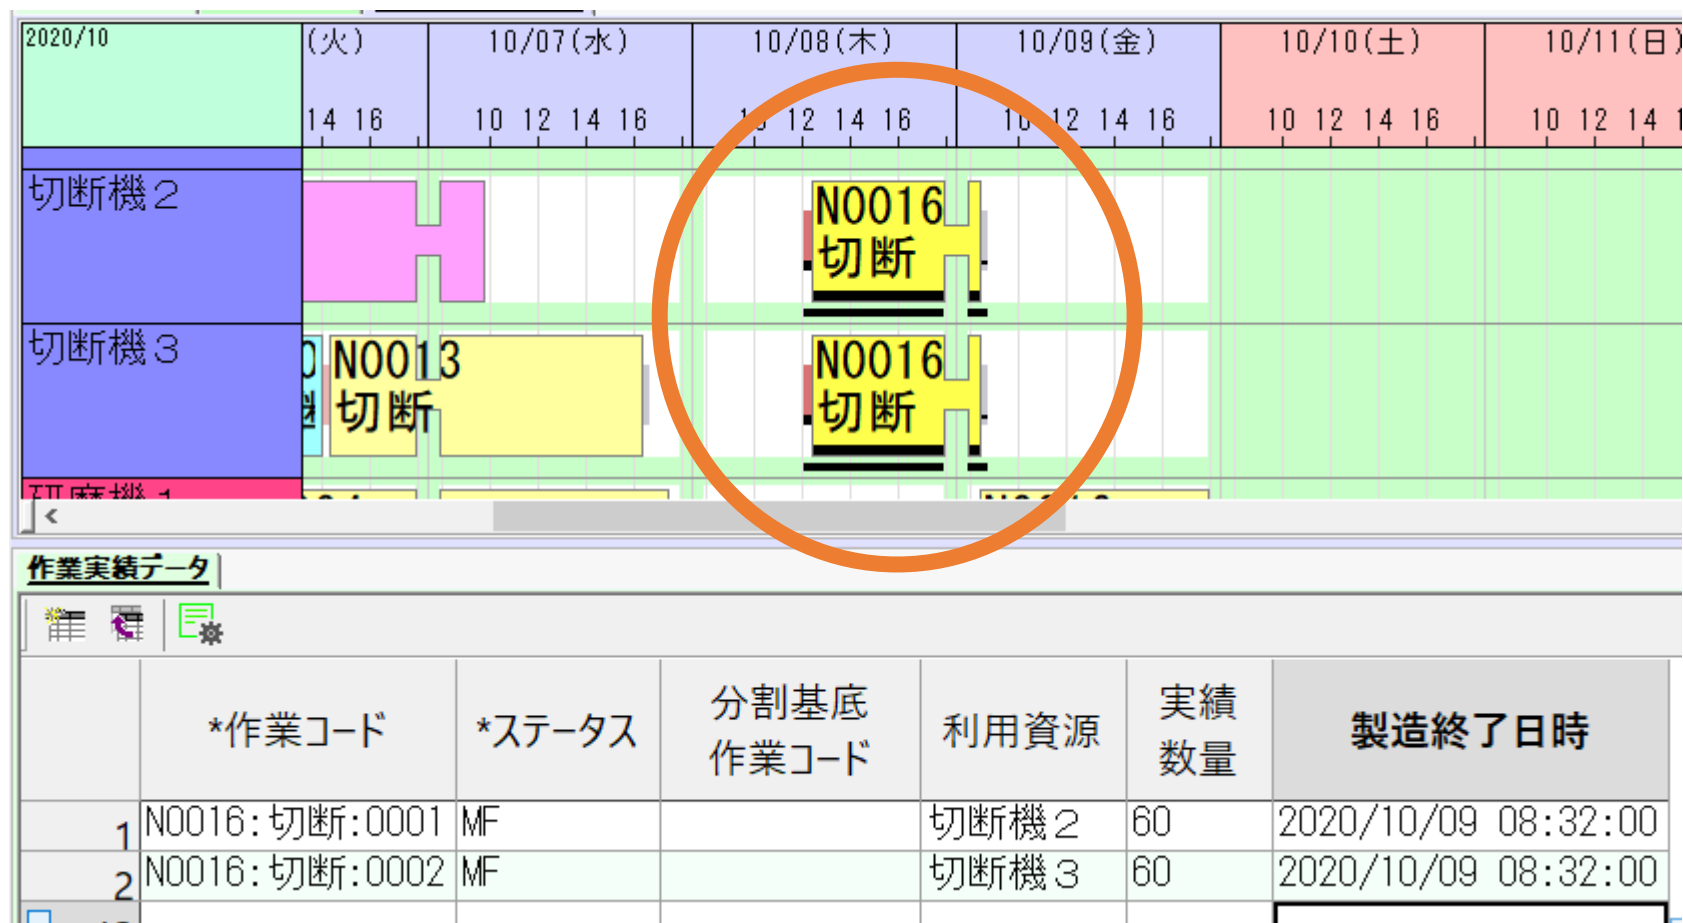 2020/10
(火)
10/07(水)
10/08(木)
10/09(金)
10/10(土)
10/11(日)
14 16
10 12 14 16
10 12 14 16
10 12 14 16
10 12 14 16
10 12 14
切断機2
N0016
切断
切断機3
N0013
切断
N0016
切断
研磨機1
作業実績データ
*作業コード
*ステータス
分割基底
作業コード
利用資源
実績
数量
製造終了日時
1 N0016:切断:0001 MF 切断機2 60 2020/10/09 08:32:00
2 N0016:切断:0002 MF 切断機3 60 2020/10/09 08:32:00